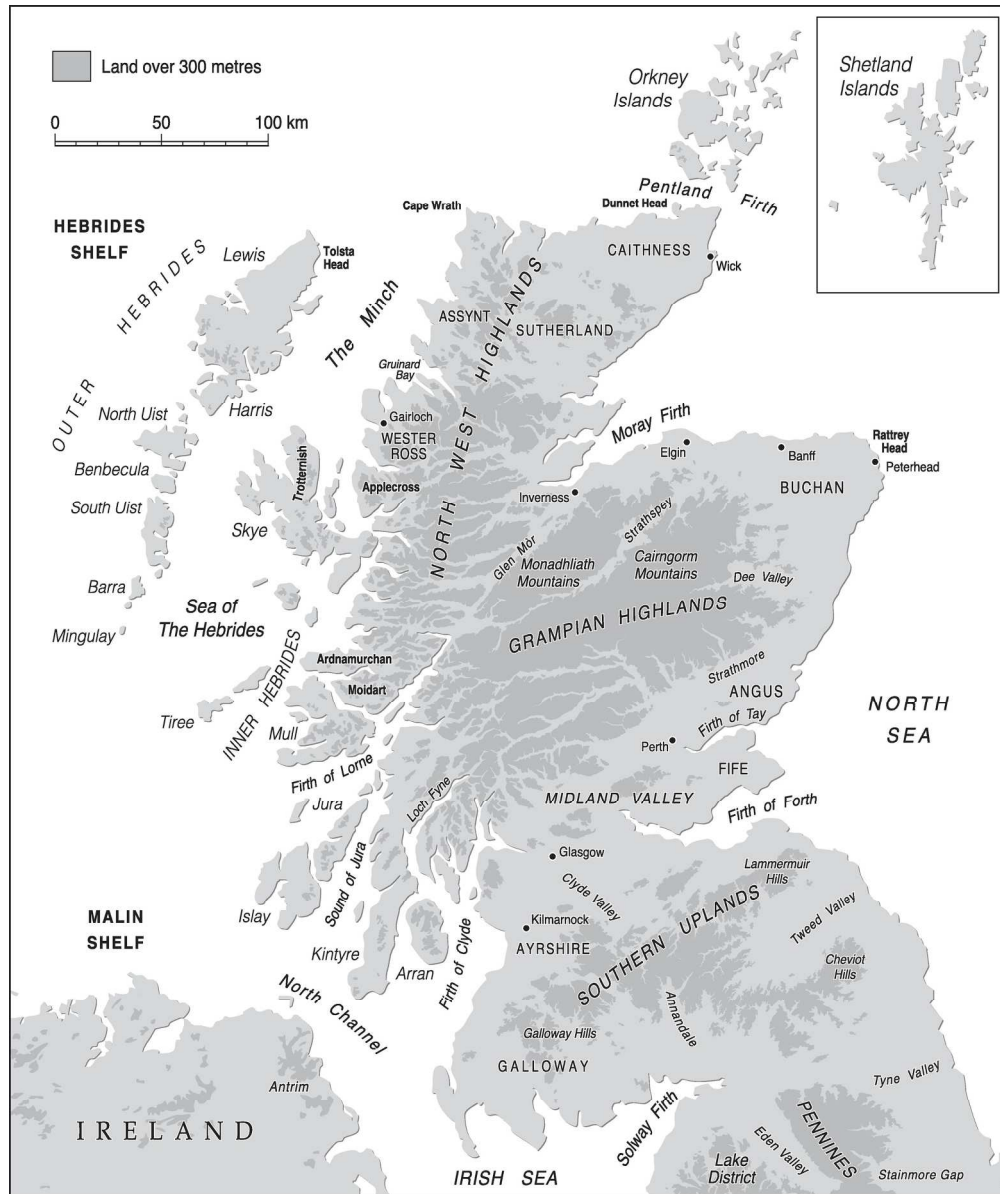 Land over 300 metres
0 50 100 km
Orkney
Islands
Shetland
Islands
Pentland
Firth
Cape Wrath
Dunnet Head
HEBRIDES
SHELF
OUTER HEBRIDES
Lewis
Tolsta
Head
CAITHNESS
Wick
The Minch
ASSYNT
SUTHERLAND
NORTH WEST HIGHLANDS
Gruinard
Bay
North Uist
Harris
Gairloch
WESTER
ROSS
Moray Firth
Elgin
Banff
Rattrey
Head
Peterhead
Benbecula
Trotternish
Applecross
BUCHAN
South Uist
Inverness
Skye
Strathspey
Glen Mòr
Monadhliath
Mountains
Cairngorm
Mountains
Dee Valley
Barra
Sea of
The Hebrides
Mingulay
GRAMPIAN HIGHLANDS
INNER HEBRIDES
Ardnamurchan
Moidart
Strathmore
ANGUS
Tiree
Mull
Firth of Tay
NORTH
SEA
Perth
Firth of Lorne
FIFE
Jura
Loch Fyne
MIDLAND VALLEY
Firth of Forth
Glasgow
Sound of Jura
Clyde Valley
Lammermuir
Hills
Islay
MALIN
SHELF
Kilmarnock
AYRSHIRE
SOUTHERN UPLANDS
Tweed Valley
Kintyre
Arran
Firth of Clyde
Cheviot
Hills
North
Channel
Annandale
Galloway Hills
GALLOWAY
Antrim
Tyne Valley
IRELAND
Solway Firth
PENNINES
Eden Valley
Lake
District
Stainmore Gap
IRISH SEA